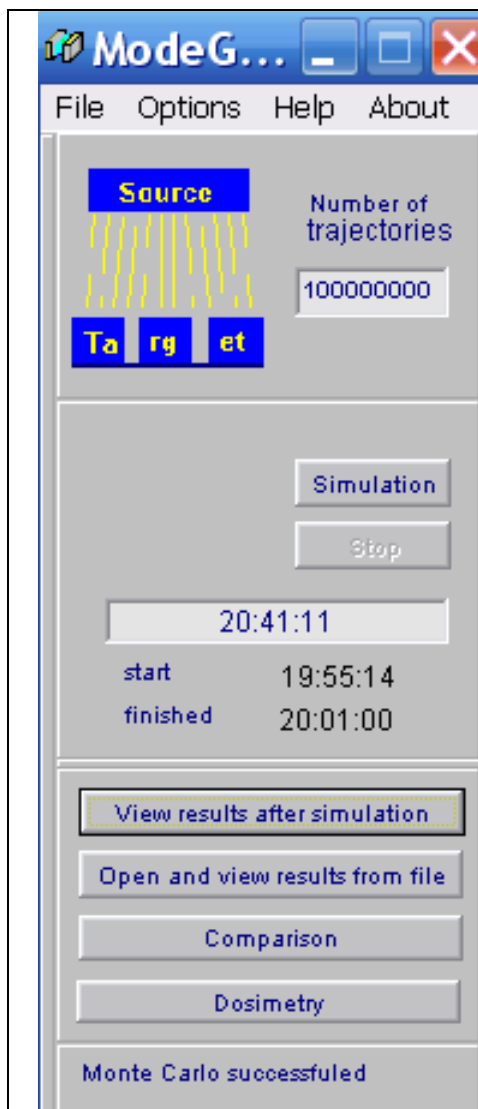 ModeG...
File Options Help About
Source
Ta rg et
Number of
trajectories
100000000
Simulation
Stop
20:41:11
start 19:55:14
finished 20:01:00
View results after simulation
Open and view results from file
Comparison
Dosimetry
Monte Carlo successfuled